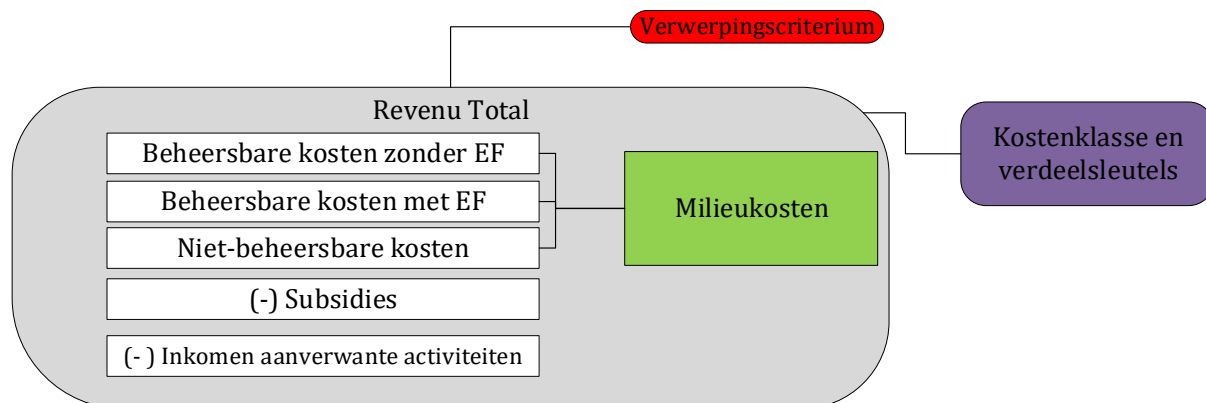 Verwerpingscriterium
Revenu Total
Beheersbare kosten zonder EF
Beheersbare kosten met EF
Niet-beheersbare kosten
(-) Subsidies
(- ) Inkomen aanverwante activiteiten
Milieukosten
Kostenklasse en
verdeelsleutels